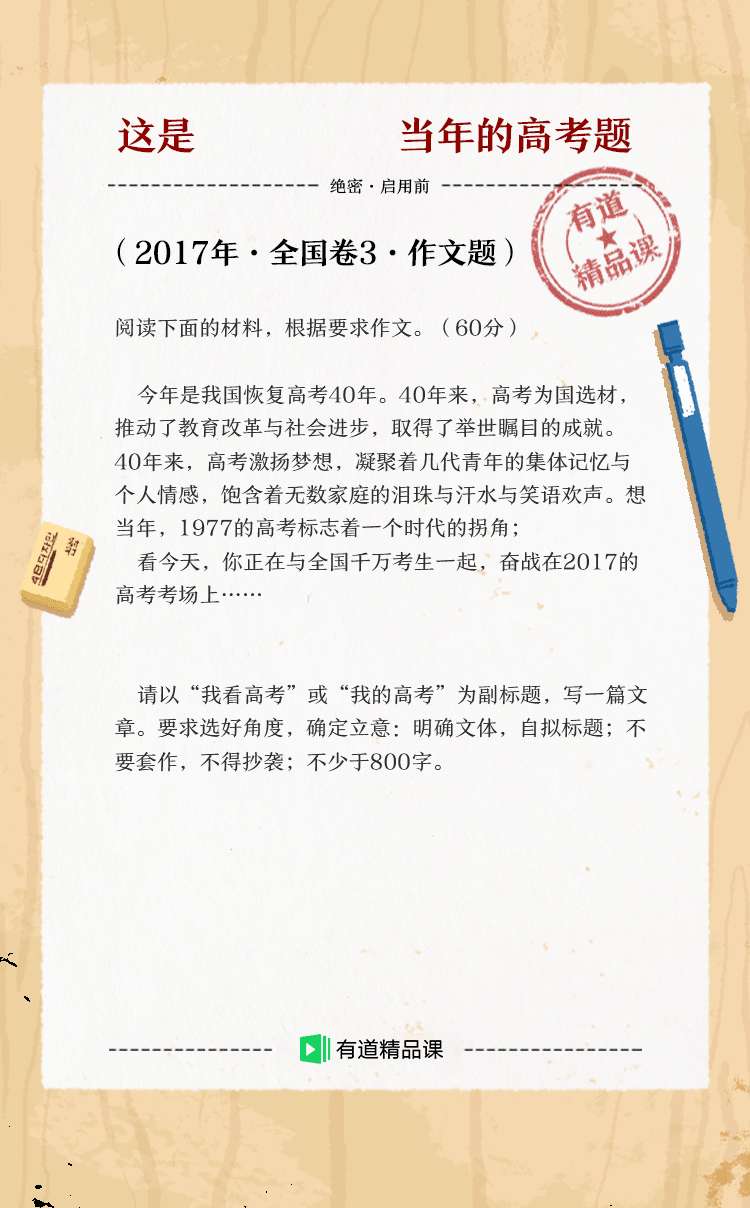 这是 当年的高考题
绝密·启用前
有道
精品课
（2017年·全国卷3·作文题）
阅读下面的材料，根据要求作文。（60分）
今年是我国恢复高考40年。40年来，高考为国选材，
推动了教育改革与社会进步，取得了举世瞩目的成就。
40年来，高考激扬梦想，凝聚着几代青年的集体记忆与
个人情感，饱含着无数家庭的泪珠与汗水与笑语欢声。想
当年，1977的高考标志着一个时代的拐角；
看今天，你正在与全国千万考生一起，奋战在2017的
高考考场上……
请以“我看高考”或“我的高考”为副标题，写一篇文
章。要求选好角度，确定立意：明确文体，自拟标题；不
要套作，不得抄袭；不少于800字。
有道精品课